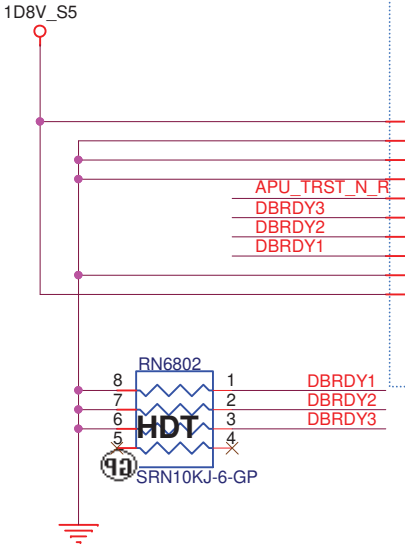 1D8V_S5
APU_TRST_N_R
DBRDY3
DBRDY2
DBRDY1
RN6802
8 1 DBRDY1
7 2 DBRDY2
6 3 DBRDY3
HDT
5 4
GP
SRN10KJ-6-GP